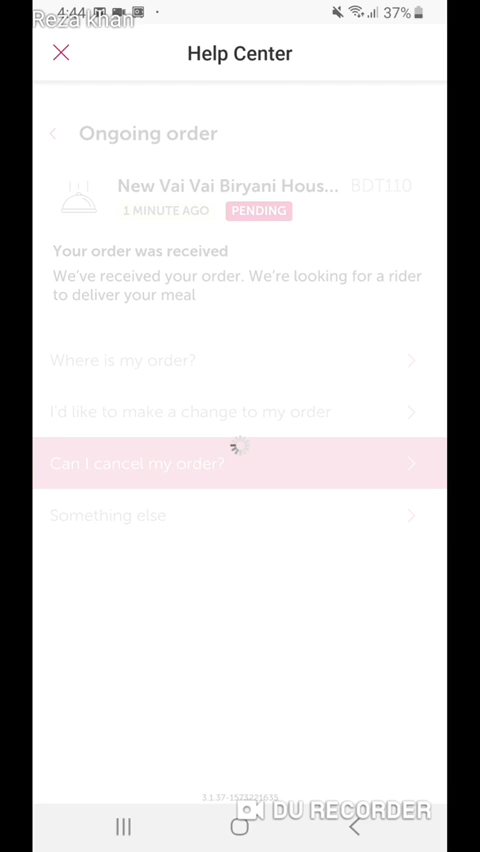 4:44
37%
Reza khan
Help Center
Ongoing order
New Vai Vai Biryani Hous... BDT110
1 MINUTE AGO PENDING
Your order was received
We've received your order. We're looking for a rider
to deliver your meal
Where is my order?
I'd like to make a change to my order
Can I cancel my order?
Something else
3.1.37-1573221635
DU RECORDER